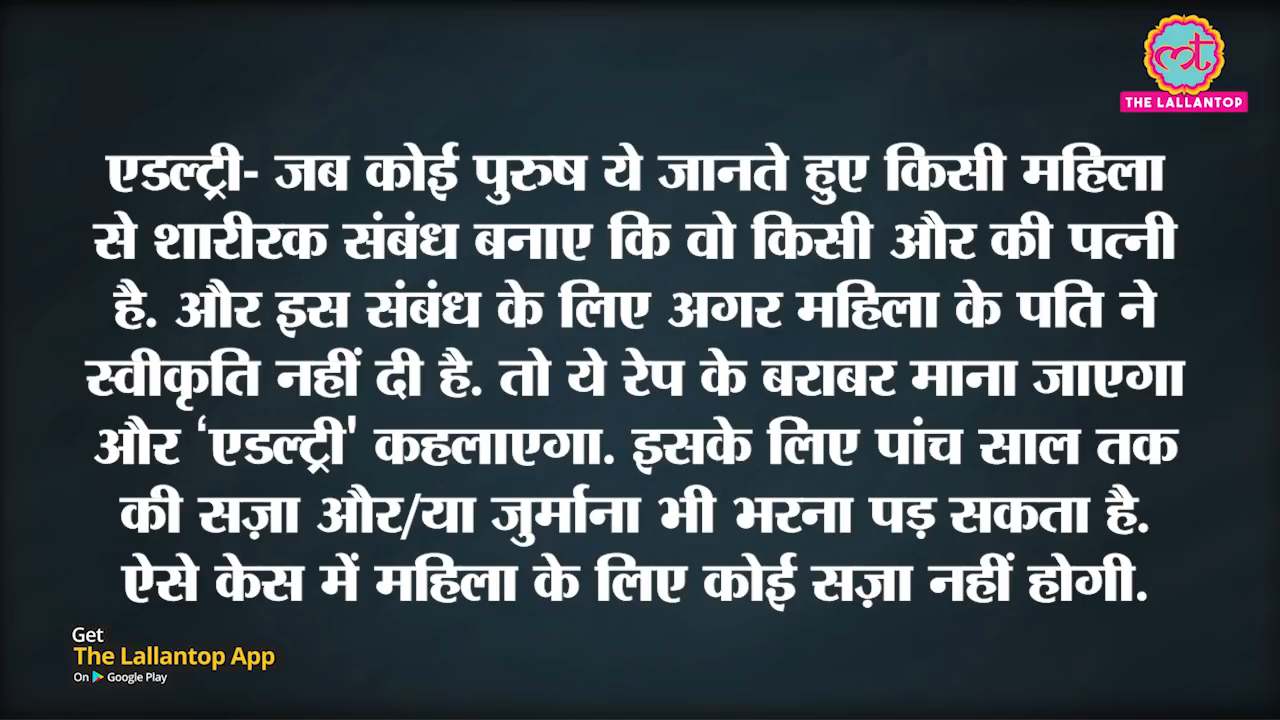 THE LALLANTOP
एडल्ट्री- जब कोई पुरुष ये जानते हुए किसी महिला
से शारीरक संबंध बनाए कि वो किसी और की पत्नी
है. और इस संबंध के लिए अगर महिला के पति ने
स्वीकृति नहीं दी है. तो ये रेप के बराबर माना जाएगा
और ‘एडल्ट्री' कहलाएगा. इसके लिए पांच साल तक
की सज़ा और/या जुर्माना भी भरना पड़ सकता है.
ऐसे केस में महिला के लिए कोई सज़ा नहीं होगी.
Get
The Lallantop App
On Google Play